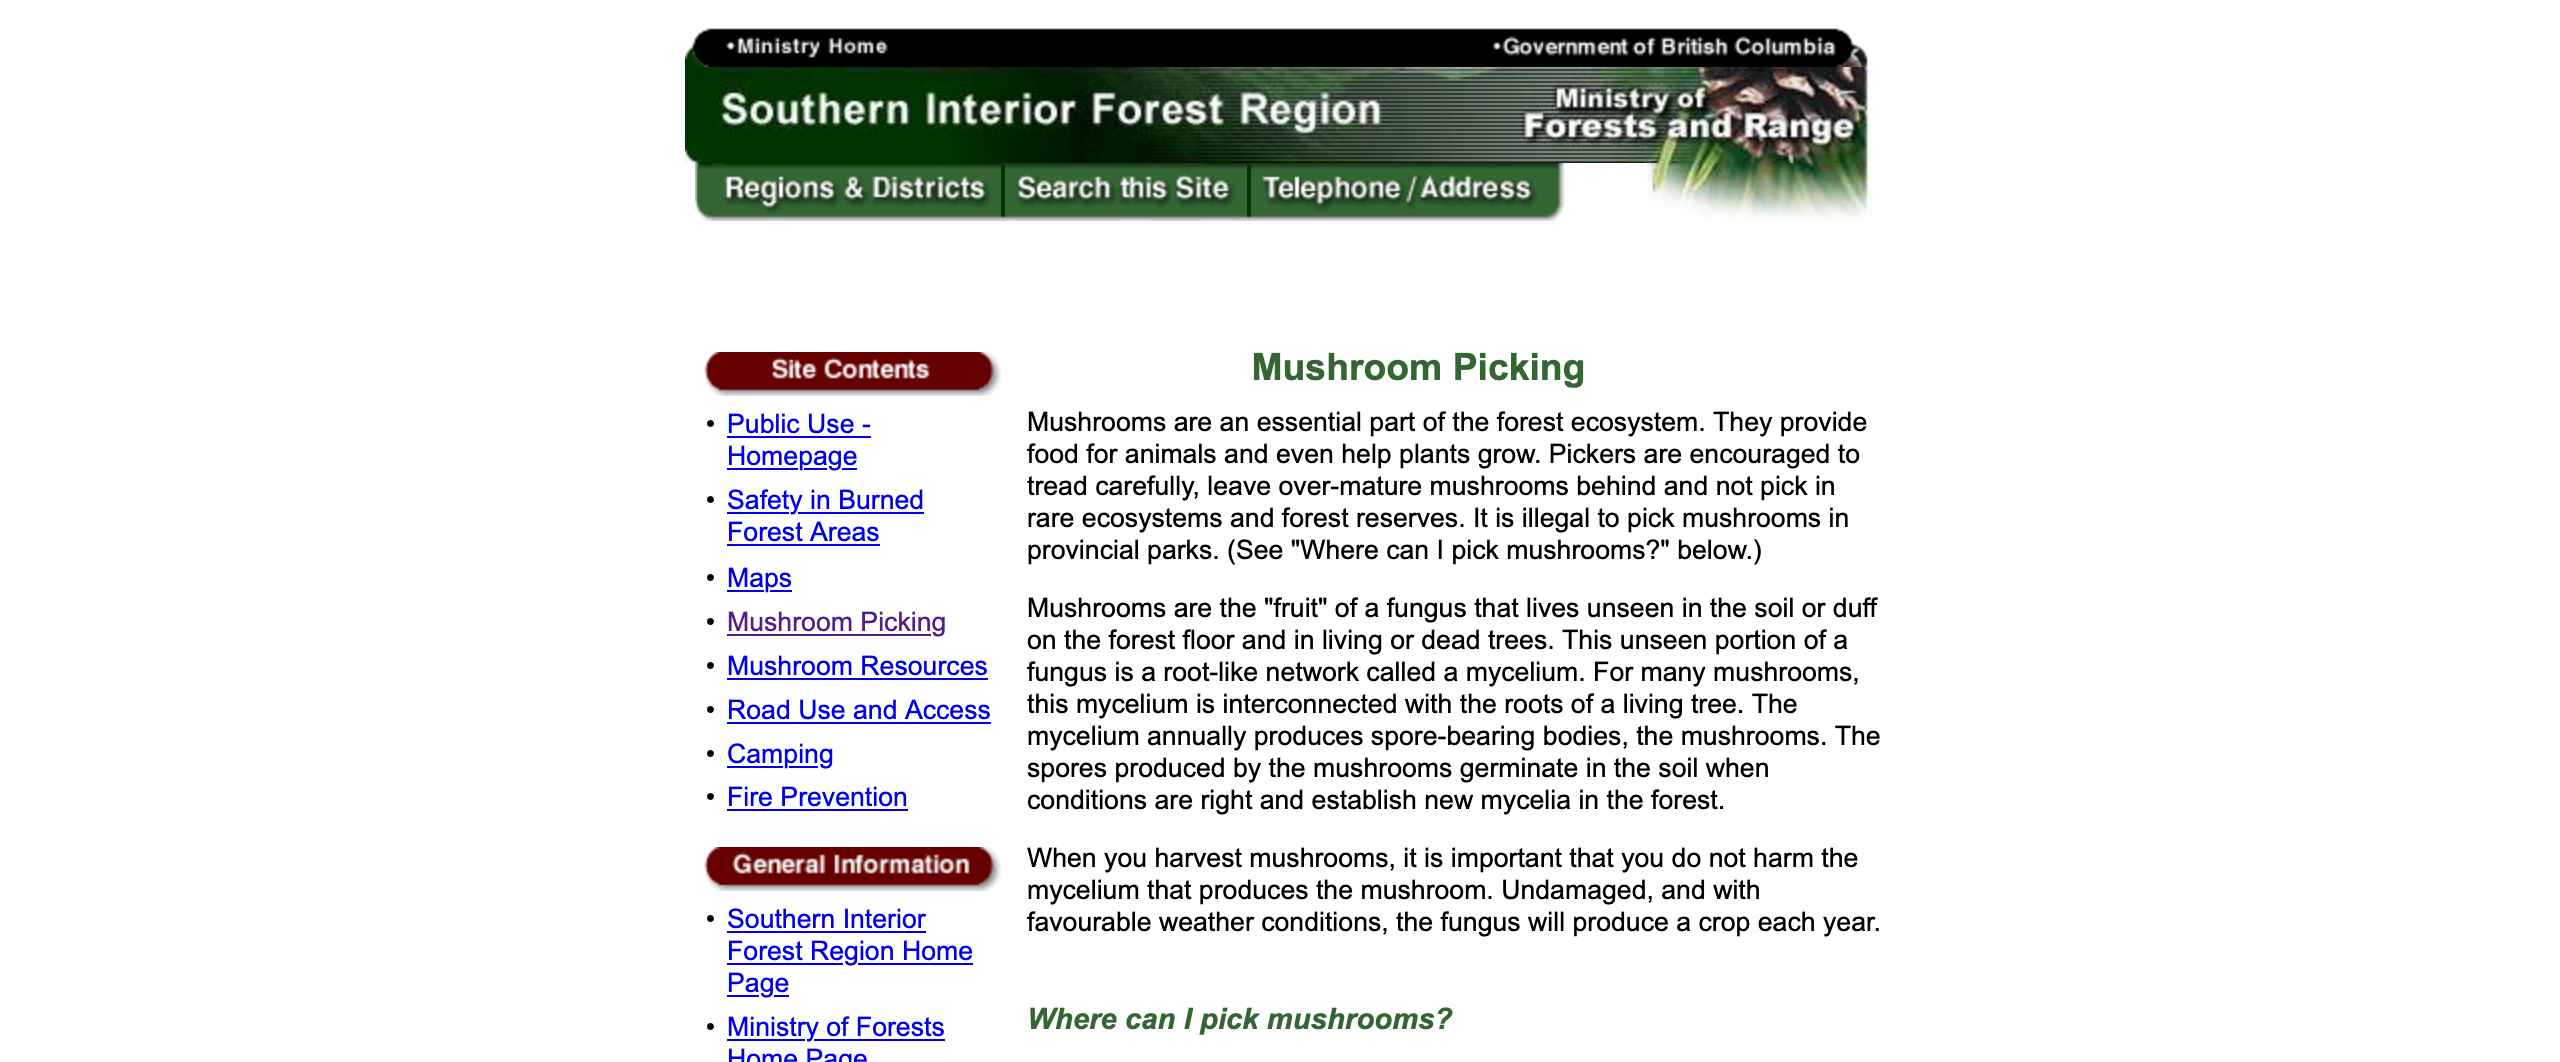 •Ministry Home
•Government of British Columbia
Southern Interior Forest Region
Ministry of
Forests and Range
Regions & Districts
Search this Site
Telephone / Address
Site Contents
• Public Use -
Homepage
• Safety in Burned
Forest Areas
• Maps
• Mushroom Picking
• Mushroom Resources
• Road Use and Access
• Camping
• Fire Prevention
General Information
• Southern Interior
Forest Region Home
Page
• Ministry of Forests
Home Page
Mushroom Picking
Mushrooms are an essential part of the forest ecosystem. They provide
food for animals and even help plants grow. Pickers are encouraged to
tread carefully, leave over-mature mushrooms behind and not pick in
rare ecosystems and forest reserves. It is illegal to pick mushrooms in
provincial parks. (See "Where can I pick mushrooms?" below.)
Mushrooms are the "fruit" of a fungus that lives unseen in the soil or duff
on the forest floor and in living or dead trees. This unseen portion of a
fungus is a root-like network called a mycelium. For many mushrooms,
this mycelium is interconnected with the roots of a living tree. The
mycelium annually produces spore-bearing bodies, the mushrooms. The
spores produced by the mushrooms germinate in the soil when
conditions are right and establish new mycelia in the forest.
When you harvest mushrooms, it is important that you do not harm the
mycelium that produces the mushroom. Undamaged, and with
favourable weather conditions, the fungus will produce a crop each year.
Where can I pick mushrooms?